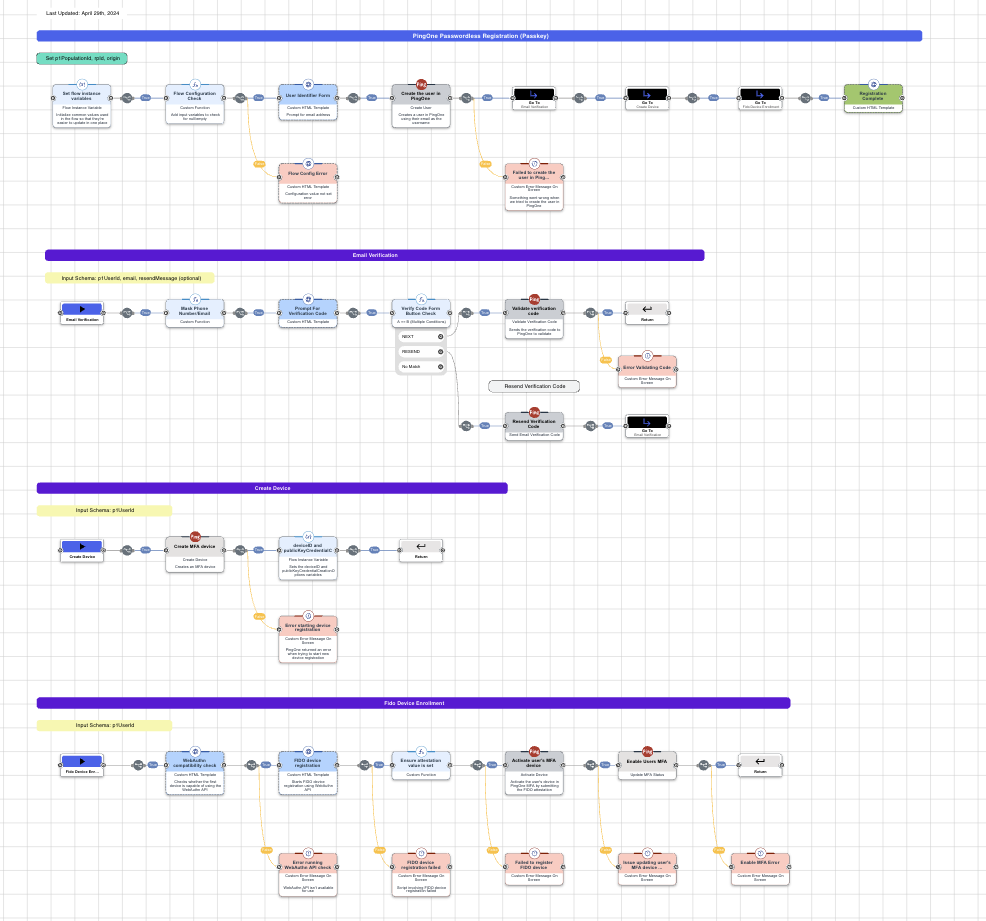 Last Updated: April 29th, 2024
PingOne Passwordless Registration (Passkey)
Set p1PopulationId, rpId, origin
Set flow instance
variables
Flow Instance Variable
Initialize common values used
in the flow so that they're
easier to update in one place
True
Flow Configuration
Check
Custom Function
Add input variables to check
for null/empty
True
User Identifier Form
Custom HTML Template
Prompt for email address
True
Ping
Create the user in
PingOne
Create User
Creates a user in PingOne
using their email as the
username
True
Go To
Email Verification
True
Go To
Create Device
True
Go To
Fido Device Enrollment
True
Registration
Complete
Custom HTML Template
False
Flow Config Error
Custom HTML Template
Configuration value not set
error
False
Failed to create the
user in Ping...
Custom Error Message On
Screen
Something went wrong when
we tried to create the user in
PingOne
Email Verification
Input Schema: p1UserId, email, resendMessage (optional)
Email Verification
True
Mask Phone
Number/Email
Custom Function
True
Prompt For
Verification Code
Custom HTML Template
True
Verify Code Form
Button Check
A == B (Multiple Conditions)
NEXT
RESEND
No Match
True
Ping
Validate verification
code
Validate Verification Code
Sends the verification code to
PingOne to validate
True
Return
False
Error Validating Code
Custom Error Message On
Screen
Resend Verification Code
True
Ping
Resend Verification
Code
Send Email Verification Code
True
Go To
Email Verification
Create Device
Input Schema: p1UserId
Create Device
True
Ping
Create MFA device
Create Device
Creates an MFA device
True
deviceID and
publicKeyCredentialC
Flow Instance Variable
Sets the deviceID and
publicKeyCredentialCreationO
ptions variables
True
Return
False
Error starting device
registration
Custom Error Message On
Screen
PingOne returned an error
when trying to start new
device registration
Fido Device Enrollment
Input Schema: p1UserId
Fido Device Enr...
True
WebAuthn
compatibility check
Custom HTML Template
Checks whether the first
device is capable of using the
WebAuthn API
True
FIDO device
registration
Custom HTML Template
Starts FIDO device
registration using WebAuthn
API
True
Ensure attestation
value is set
Custom Function
True
Ping
Activate user's MFA
device
Activate Device
Activate the user's device in
PingOne MFA by submitting
the FIDO attestation
True
Ping
Enable Users MFA
Update MFA Status
True
Return
False
Error running
WebAuthn API check
Custom Error Message On
Screen
WebAuthn API isn't available
for use
False
FIDO device
registration failed
Custom Error Message On
Screen
Script involving FIDO device
registration failed
False
Failed to register
FIDO device
Custom Error Message On
Screen
False
Issue updating user's
MFA device ...
Custom Error Message On
Screen
False
Enable MFA Error
Custom Error Message On
Screen